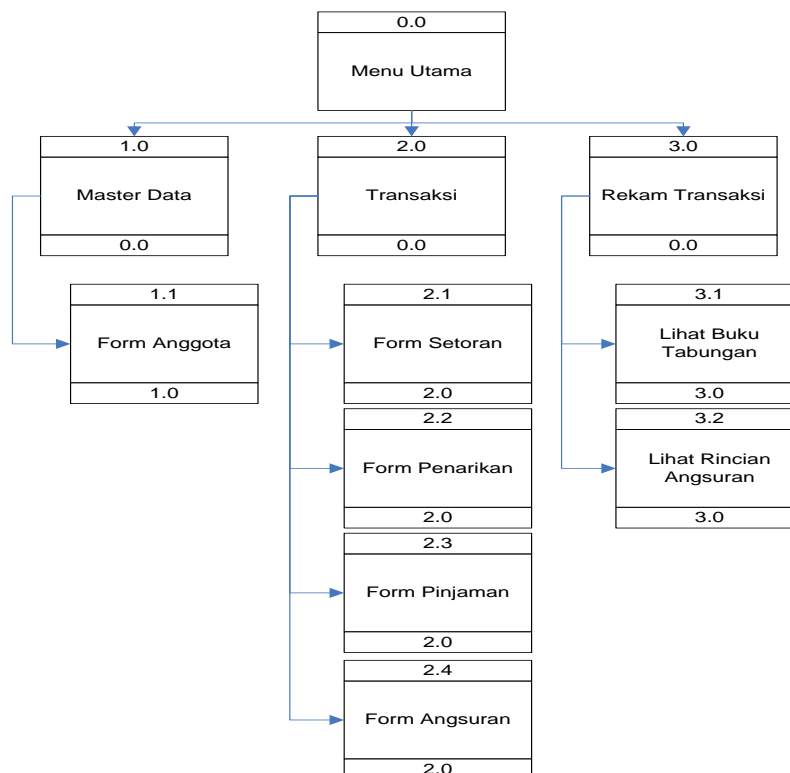 0.0
Menu Utama
1.0
Master Data
0.0
2.0
Transaksi
0.0
3.0
Rekam Transaksi
0.0
1.1
Form Anggota
1.0
2.1
Form Setoran
2.0
2.2
Form Penarikan
2.0
2.3
Form Pinjaman
2.0
2.4
Form Angsuran
2.0
3.1
Lihat Buku
Tabungan
3.0
3.2
Lihat Rincian
Angsuran
3.0